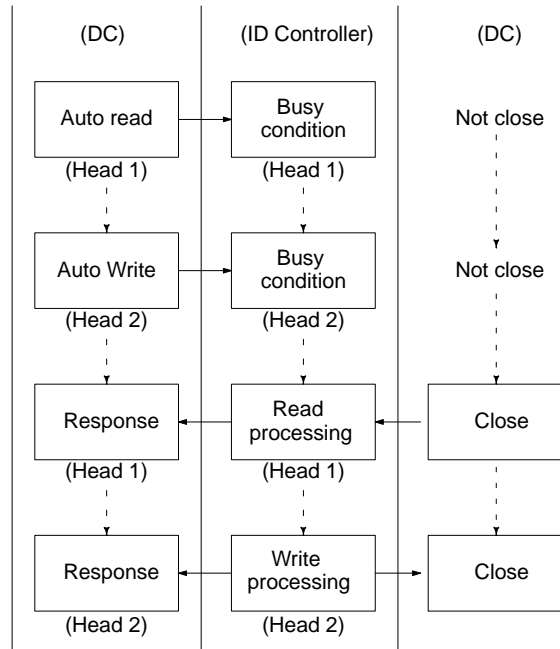 (DC) (ID Controller) (DC)
Auto read
Busy
condition
Not close
(Head 1) (Head 1)
Auto Write
Busy
condition
Not close
(Head 2) (Head 2)
Response
Read
processing
Close
(Head 1) (Head 1)
Response
Write
processing
Close
(Head 2) (Head 2)